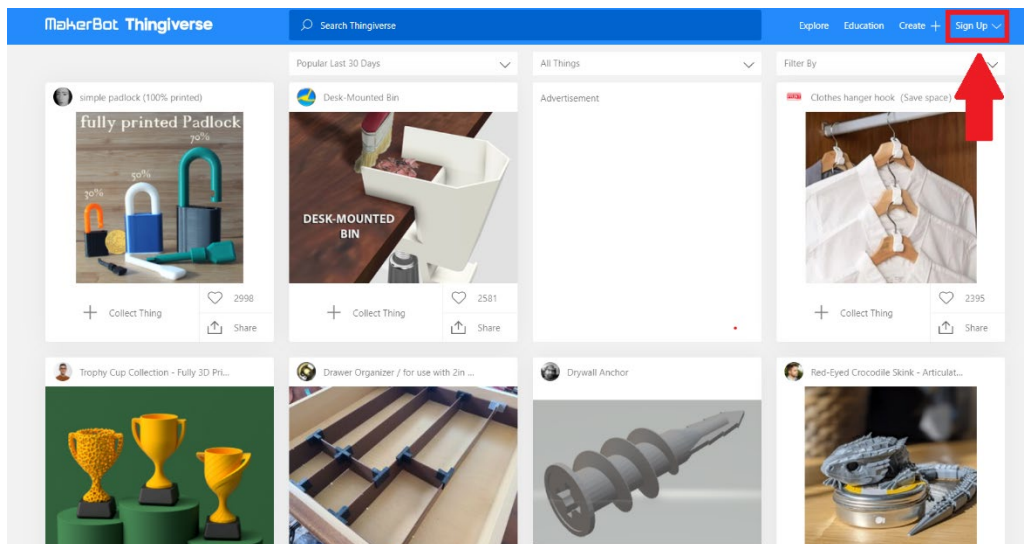 MakerBot Thingiverse
Search Thingiverse
Explore Education Create Sign Up
Popular Last 30 Days
All Things
Filter By
simple padlock (100% printed)
fully printed Padlock
70%
50%
30%
Collect Thing
2998
Share
Desk-Mounted Bin
DESK-MOUNTED
BIN
Collect Thing
2581
Share
Advertisement
Clothes hanger hook (Save space)
Collect Thing
2395
Share
Trophy Cup Collection - Fully 3D Pri...
Drawer Organizer / for use with 2in ...
Drywall Anchor
Red-Eyed Crocodile Skink - Articulat...